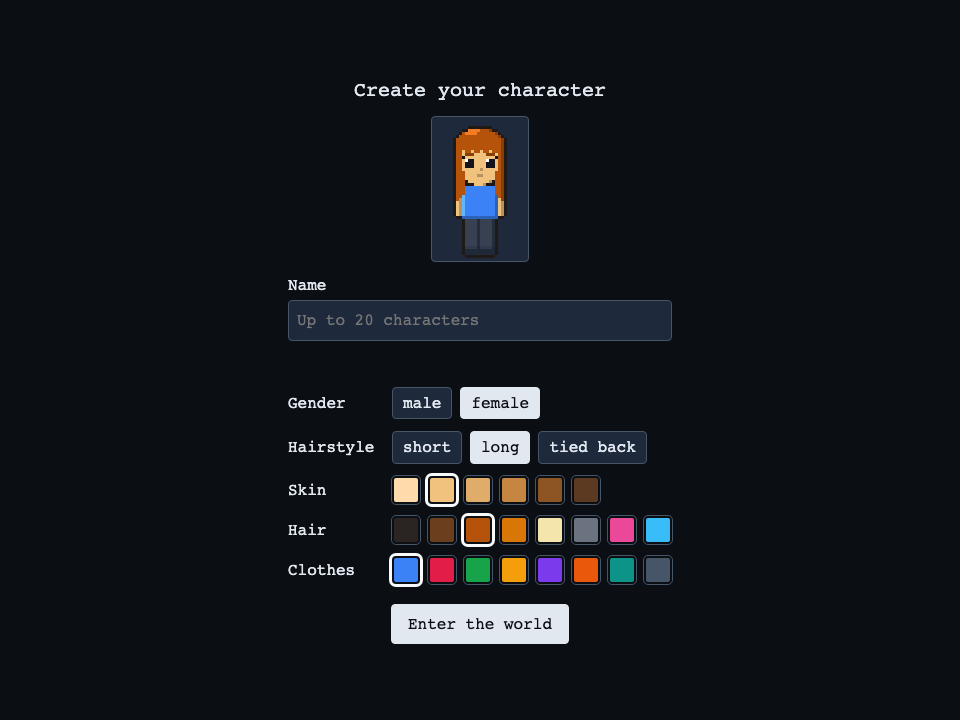 Create your character
Name
Up to 20 characters
Gender male female
Hairstyle short long tied back
Skin
Hair
Clothes
Enter the world